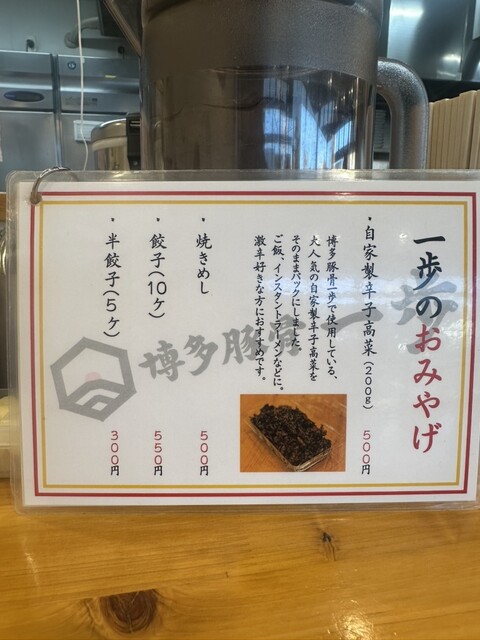 一歩のおみやげ
・自家製辛子高菜(200g) 500円
博多豚骨一歩で使用している、
大人気の自家製辛子高菜を
そのままパックにしました。
ご飯、インスタントラーメンなどに。
激辛好きな方におすすめです。
・焼きめし 500円
・餃子(10ケ) 550円
・半餃子(5ケ) 300円
博多豚骨一歩